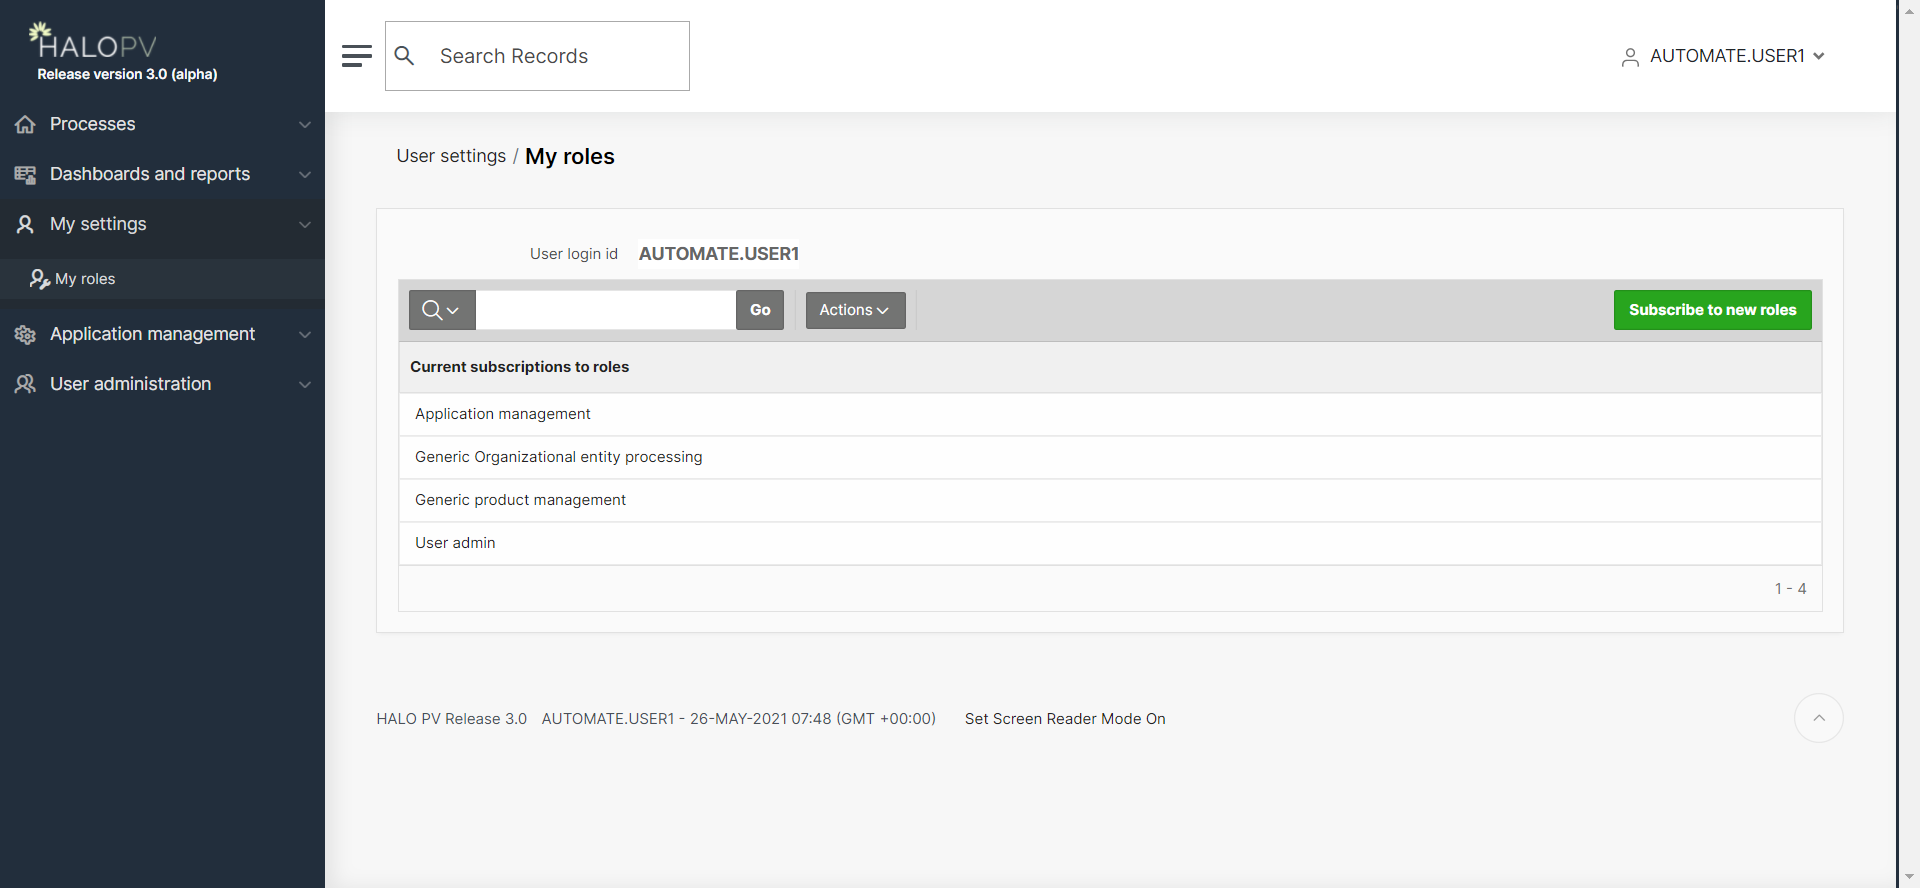 HALOPV
Release version 3.0 (alpha)
Search Records
AUTOMATE.USER1
Processes
Dashboards and reports
My settings
My roles
Application management
User administration
User settings / My roles
User login id AUTOMATE.USER1
Go
Actions
Subscribe to new roles
Current subscriptions to roles
Application management
Generic Organizational entity processing
Generic product management
User admin
1 - 4
HALO PV Release 3.0 AUTOMATE.USER1 - 26-MAY-2021 07:48 (GMT +00:00) Set Screen Reader Mode On